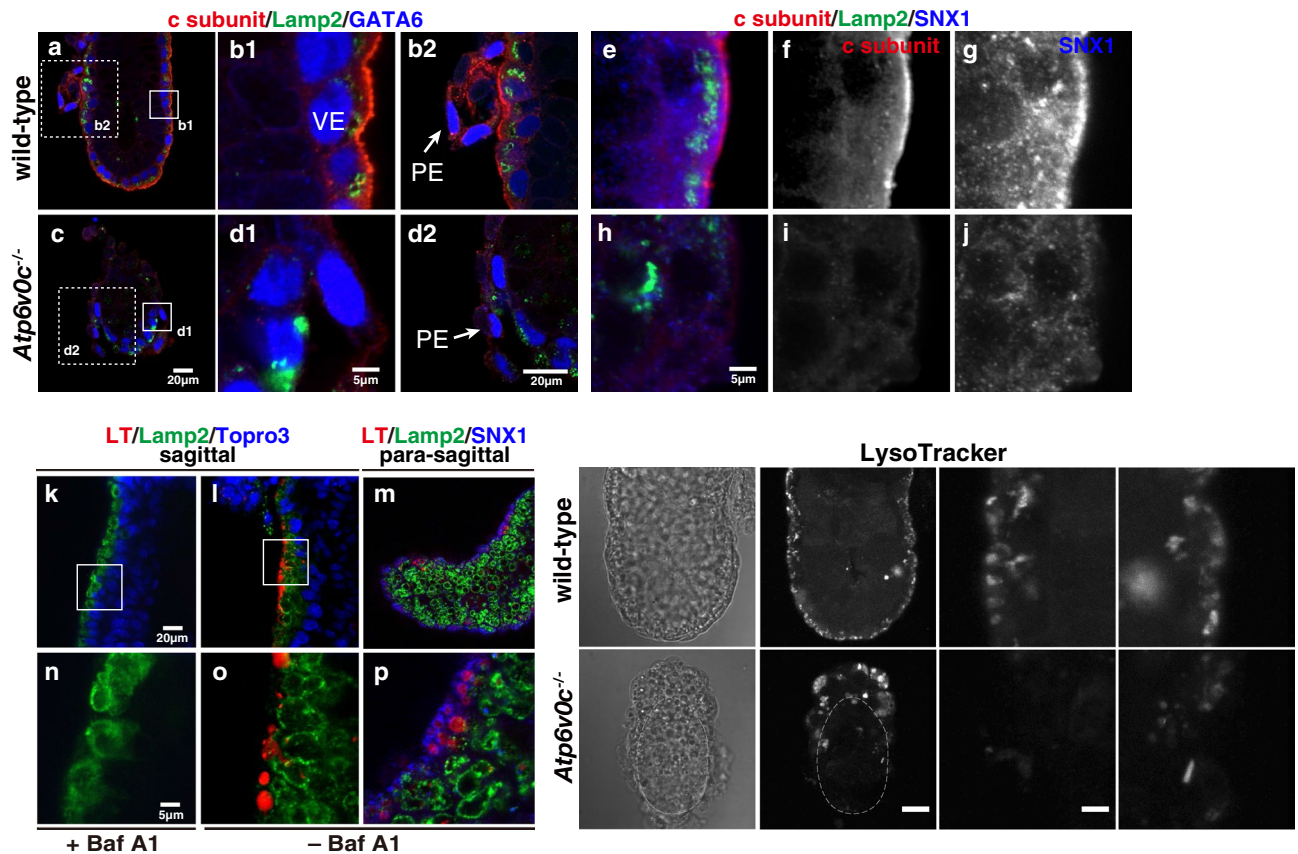 c subunit/Lamp2/GATA6
c subunit/Lamp2/SNX1
wild-type
a
b2
b1
b1
VE
b2
PE
e
f
c subunit
g
SNX1
Atp6v0c-/-
c
d2
d1
20μm
d1
5μm
d2
PE
20μm
h
5μm
i
j
LT/Lamp2/Topro3
sagittal
LT/Lamp2/SNX1
para-sagittal
LysoTracker
k
20μm
l
m
wild-type
n
5μm
o
p
Atp6v0c-/-
+ Baf A1
– Baf A1